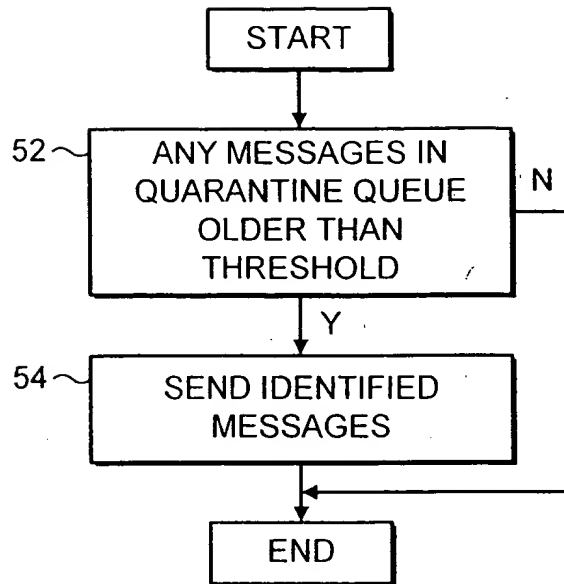 START
52
ANY MESSAGES IN
QUARANTINE QUEUE
OLDER THAN
THRESHOLD
N
Y
54
SEND IDENTIFIED
MESSAGES
END